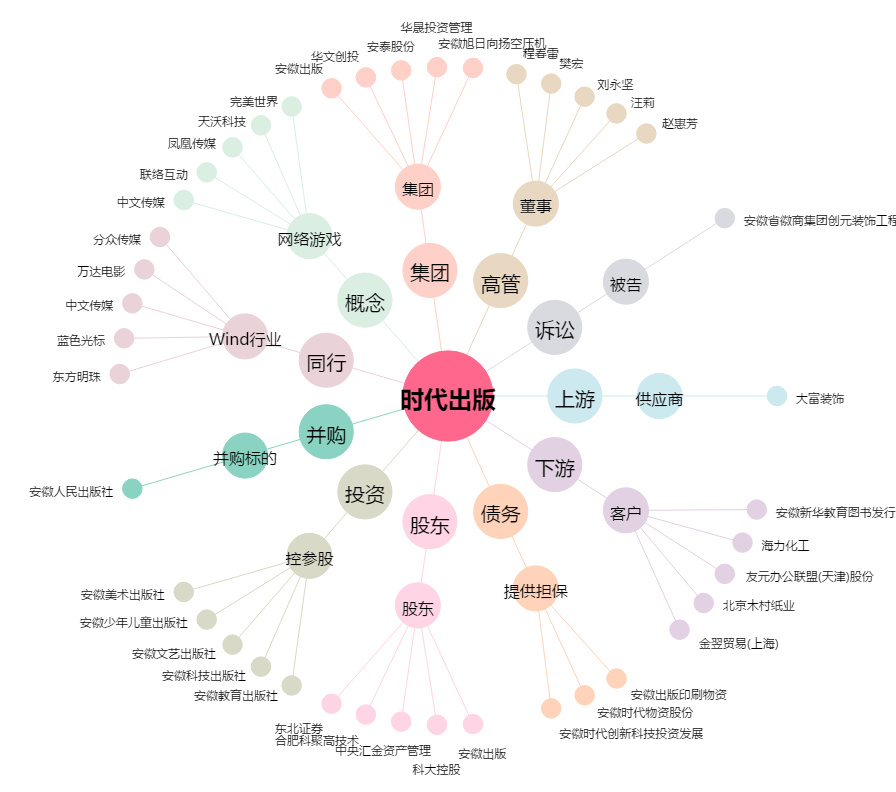 华晟投资管理
安徽旭日向扬空压机
安泰股份
华文创投
安徽出版
程春雷
樊宏
刘永坚
汪莉
赵惠芳
完美世界
天沃科技
凤凰传媒
联络互动
中文传媒
集团
董事
安徽省徽商集团创元装饰工程
网络游戏
分众传媒
万达电影
中文传媒
蓝色光标
东方明珠
集团
高管
被告
概念
诉讼
Wind行业
同行
时代出版
上游
供应商
大富装饰
并购
并购标的
安徽人民出版社
下游
客户
安徽新华教育图书发行
海力化工
友元办公联盟(天津)股份
北京木村纸业
金翌贸易(上海)
投资
股东
债务
控参股
安徽美术出版社
安徽少年儿童出版社
安徽文艺出版社
安徽科技出版社
安徽教育出版社
股东
提供担保
东北证券
合肥科聚高技术
中央汇金资产管理
科大控股
安徽出版
安徽出版印刷物资
安徽时代物资股份
安徽时代创新科技投资发展